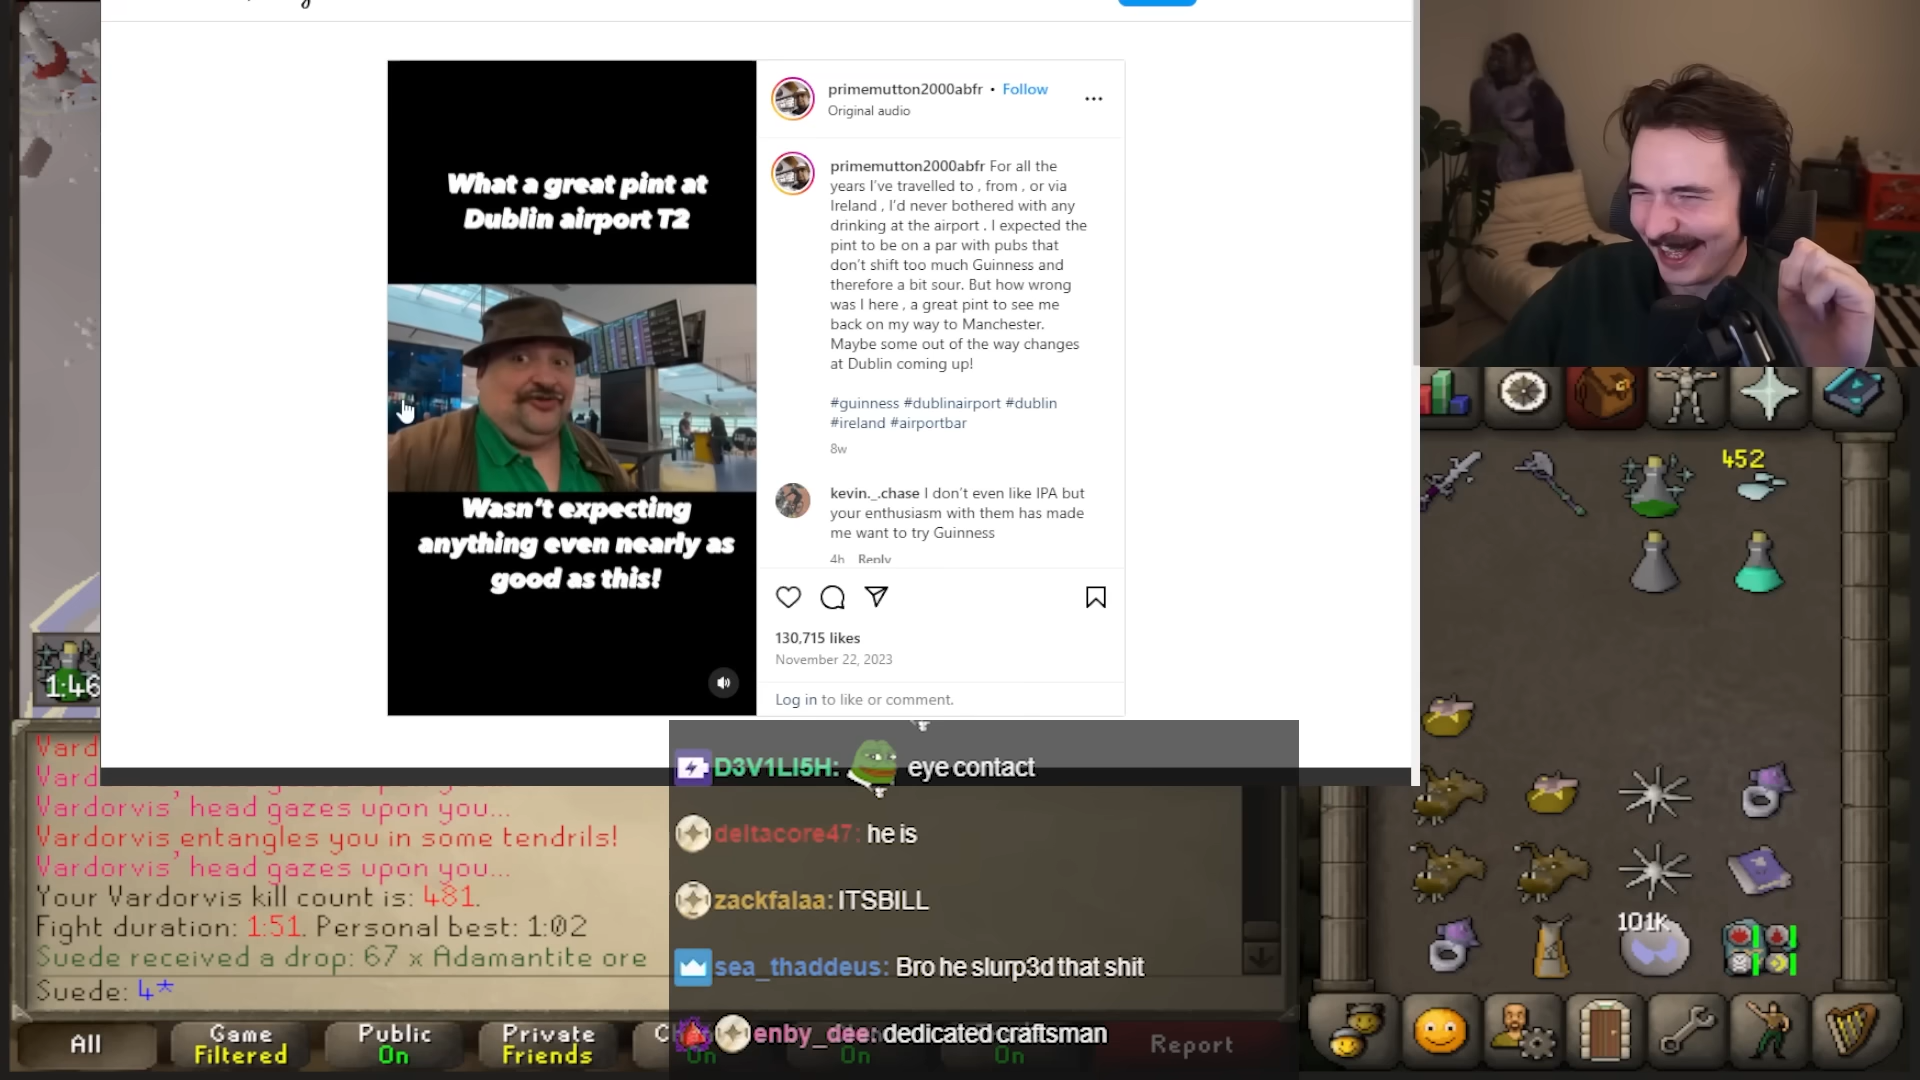 What a great pint at
Dublin airport T2
Wasn't expecting
anything even nearly as
good as this!
primemutton2000abfr • Follow
Original audio
primemutton2000abfr For all the
years I've travelled to , from , or via
Ireland , I'd never bothered with any
drinking at the airport . I expected the
pint to be on a par with pubs that
don't shift too much Guinness and
therefore a bit sour. But how wrong
was I here , a great pint to see me
back on my way to Manchester.
Maybe some out of the way changes
at Dublin coming up!
#guinness #dublinairport #dublin
#ireland #airportbar
8w
kevin._.chase I don't even like IPA but
your enthusiasm with them has made
me want to try Guinness
4h Reply
130,715 likes
November 22, 2023
Log in to like or comment.
452
101K
1:46
Vard
Vard
Vardorvis' head gazes upon you...
Vardorvis entangles you in some tendrils!
Vardorvis' head gazes upon you...
Your Vardorvis kill count is: 481.
Fight duration: 1:51. Personal best: 1:02
Suede received a drop: 67 x Adamantite ore
Suede: 4*
D3V1LI5H: eye contact
deltacore47: he is
zackfalaa: ITSBILL
sea_thaddeus: Bro he slurp3d that shit
enby_dee: dedicated craftsman
All
Game
Filtered
Public
On
Private
Friends
On
On
On
Report